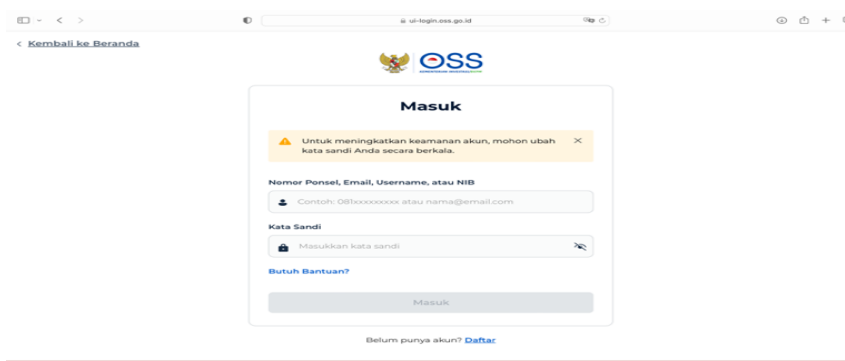 ui-login.oss.go.id
< Kembali ke Beranda
OSS
Masuk
Untuk meningkatkan keamanan akun, mohon ubah
kata sandi Anda secara berkala.
Nomor Ponsel, Email, Username, atau NIB
Contoh: 081xxxxxxxxx atau nama@email.com
Kata Sandi
Masukkan kata sandi
Butuh Bantuan?
Masuk
Belum punya akun? Daftar